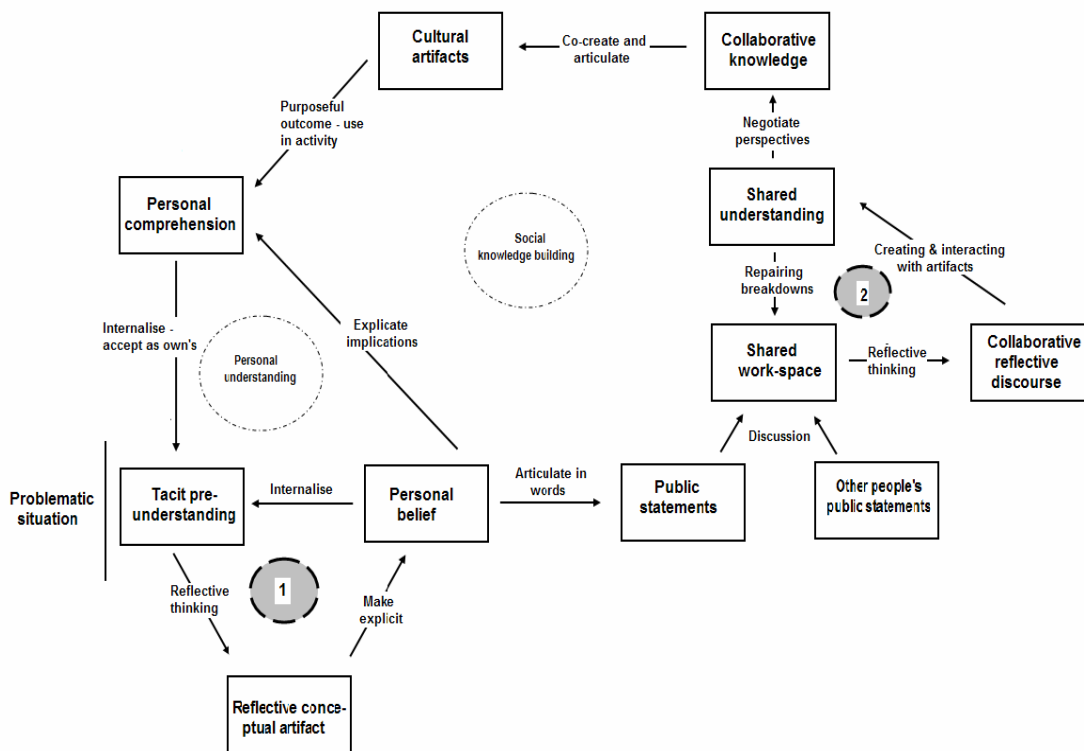 Cultural
artifacts
Co-create and
articulate
Collaborative
knowledge
Purposeful
outcome - use
in activity
Negotiate
perspectives
Personal
comprehension
Shared
understanding
Social
knowledge building
Creating & interacting
with artifacts
Repairing
breakdowns
2
Internalise -
accept as own's
Explicate
implications
Personal
understanding
Shared
work-space
Reflective
thinking
Collaborative
reflective
discourse
Discussion
Problematic
situation
Tacit pre-
understanding
Internalise
Personal
belief
Articulate in
words
Public
statements
Other people's
public statements
Reflective
thinking
1
Make
explicit
Reflective conce-
ptual artifact